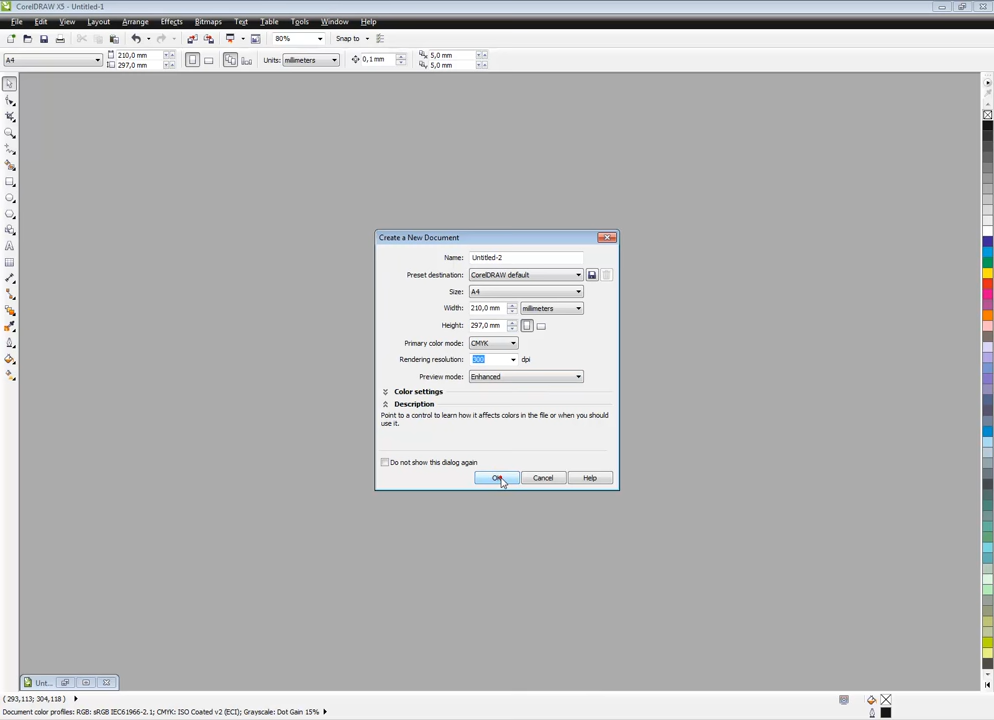 CorelDRAW X5 - Untitled-1
File Edit View Layout Arrange Effects Bitmaps Text Table Tools Window Help
80% Snap to
A4 210,0 mm 297,0 mm Units: millimeters 0,1 mm 5,0 mm 5,0 mm
Create a New Document
Name: Untitled-2
Preset destination: CorelDRAW default
Size: A4
Width: 210,0 mm millimeters
Height: 297,0 mm
Primary color mode: CMYK
Rendering resolution: 300 dpi
Preview mode: Enhanced
Color settings
Description
Point to a control to learn how it affects colors in the file or when you should
use it.
Do not show this dialog again
OK Cancel Help
Unt...
( 293,113; 304,118 )
Document color profiles: RGB: sRGB IEC61966-2.1; CMYK: ISO Coated v2 (ECI); Grayscale: Dot Gain 15%